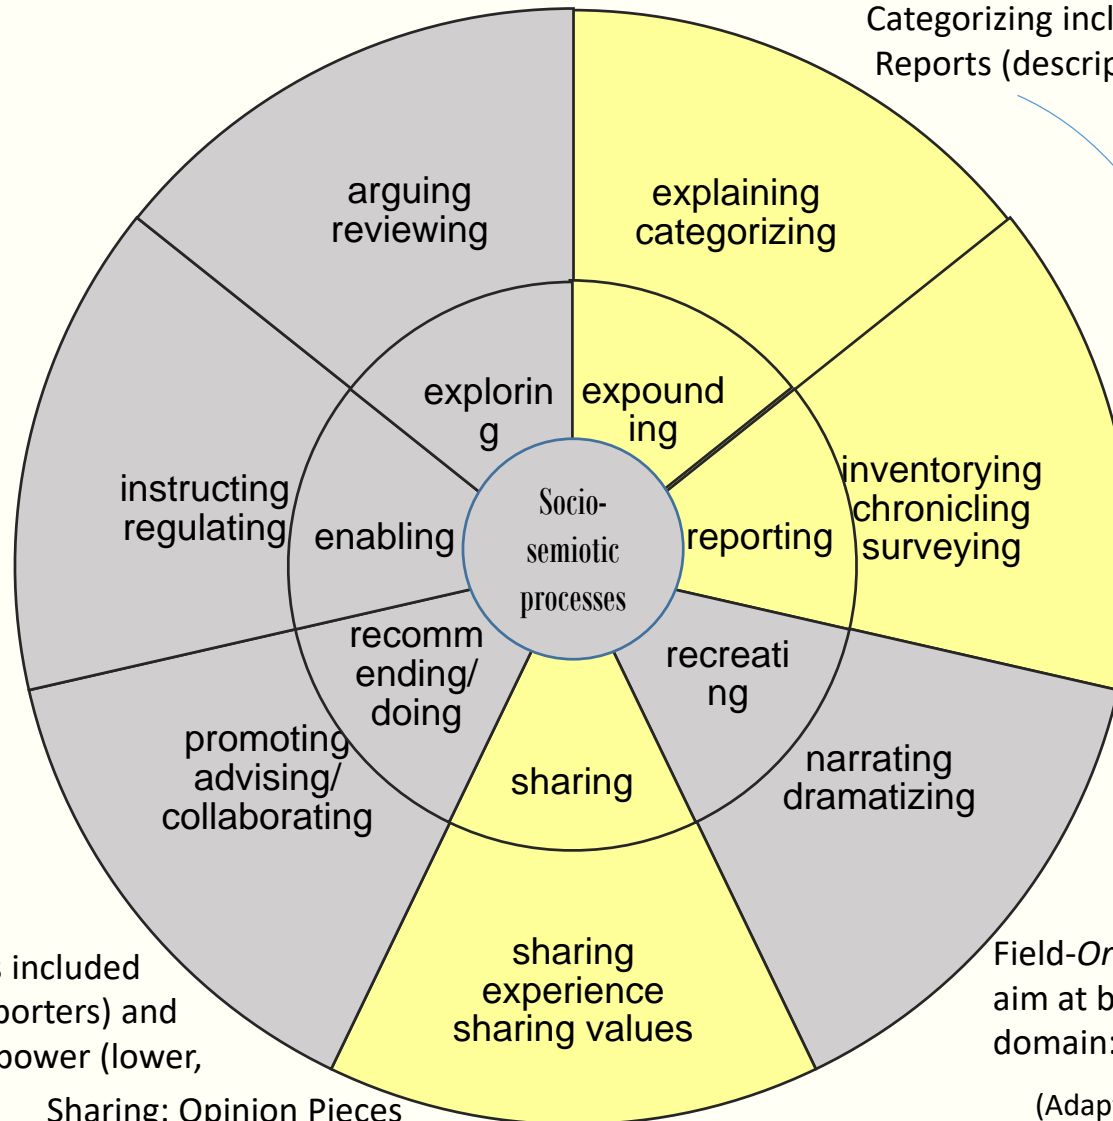 Categorizing incl
Reports (descrip
arguing
reviewing
explaining
categorizing
explorin
g
expound
ing
instructing
regulating
enabling
Socio-
semiotic
processes
reporting
inventorying
chronicling
surveying
recomm
ending/
doing
recreati
ng
promoting
advising/
collaborating
sharing
narrating
dramatizing
sharing
experience
sharing values
s included
porters) and
power (lower,
Sharing: Opinion Pieces
Field-Or
aim at b
domain:
(Adap